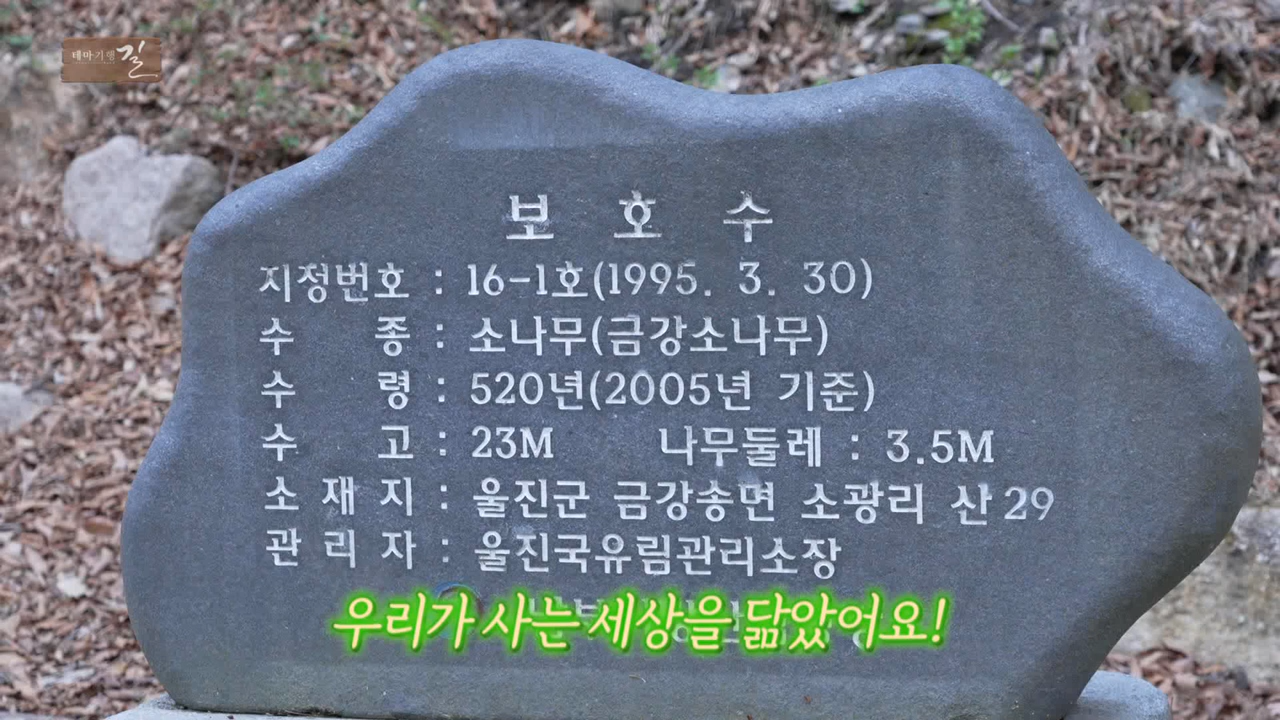 테마기행 길
보 호 수
지정번호 : 16-1호(1995. 3. 30)
수 종 : 소나무(금강소나무)
수 령 : 520년(2005년 기준)
수 고 : 23M 나무둘레 : 3.5M
소 재 지 : 울진군 금강송면 소광리 산 29
관 리 자 : 울진국유림관리소장
우리가 사는 세상을 닮았어요!